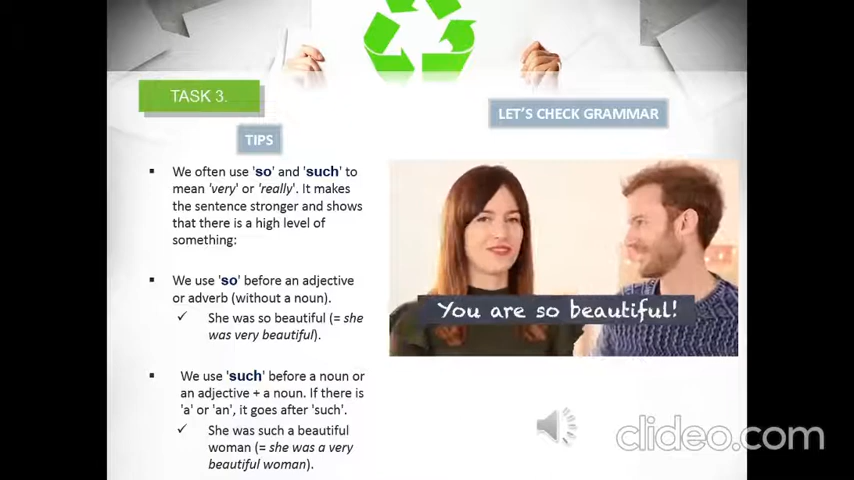 TASK 3.
LET'S CHECK GRAMMAR
TIPS
We often use 'so' and 'such' to
mean 'very' or 'really'. It makes
the sentence stronger and shows
that there is a high level of
something:
We use 'so' before an adjective
or adverb (without a noun).
She was so beautiful (= she
was very beautiful).
We use 'such' before a noun or
an adjective + a noun. If there is
'a' or 'an', it goes after 'such'.
She was such a beautiful
woman (= she was a very
beautiful woman).
You are so beautiful!
clideo.com